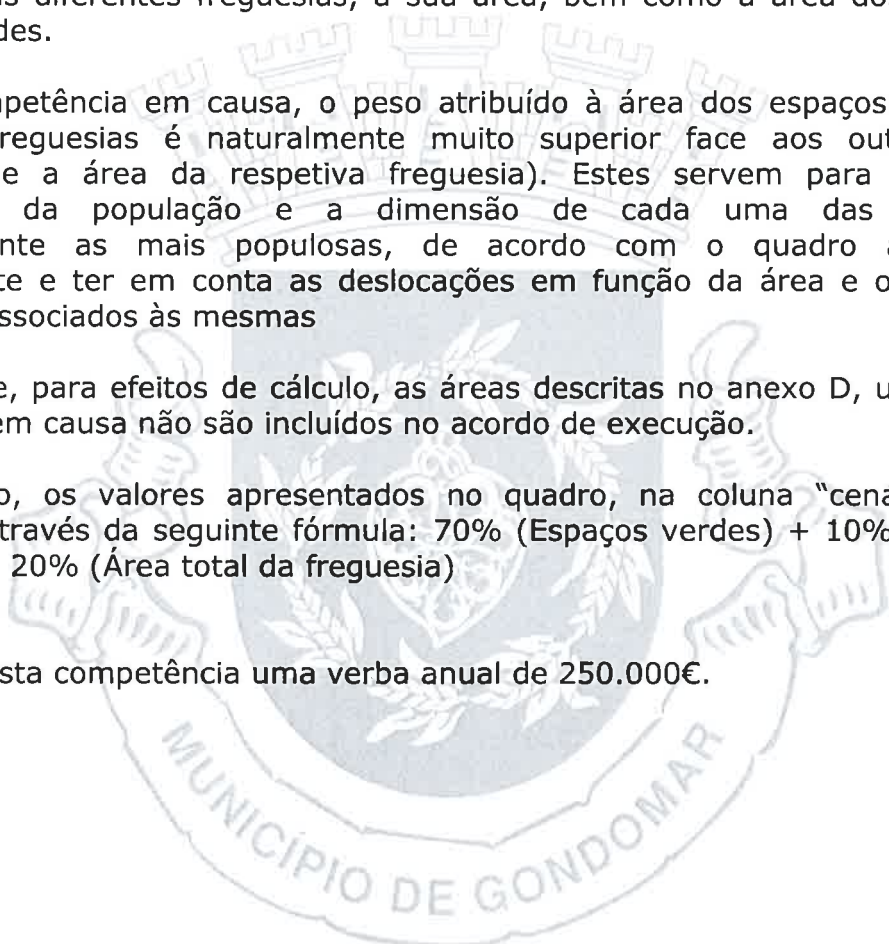 diferentes freguesias, a sua área, bem como a área dos
des.
petência em causa, o peso atribuído à área dos espaços
reguesias é naturalmente muito superior face aos out
e a área da respetiva freguesia). Estes servem para
da população e a dimensão de cada uma das
nte as mais populosas, de acordo com o quadro a
te e ter em conta as deslocações em função da área e o
ssociados às mesmas
e, para efeitos de cálculo, as áreas descritas no anexo D, u
em causa não são incluídos no acordo de execução.
o, os valores apresentados no quadro, na coluna "cena
través da seguinte fórmula: 70% (Espaços verdes) + 10%
20% (Área total da freguesia)
sta competência uma verba anual de 250.000€.
MUNICÍPIO DE GONDOMAR